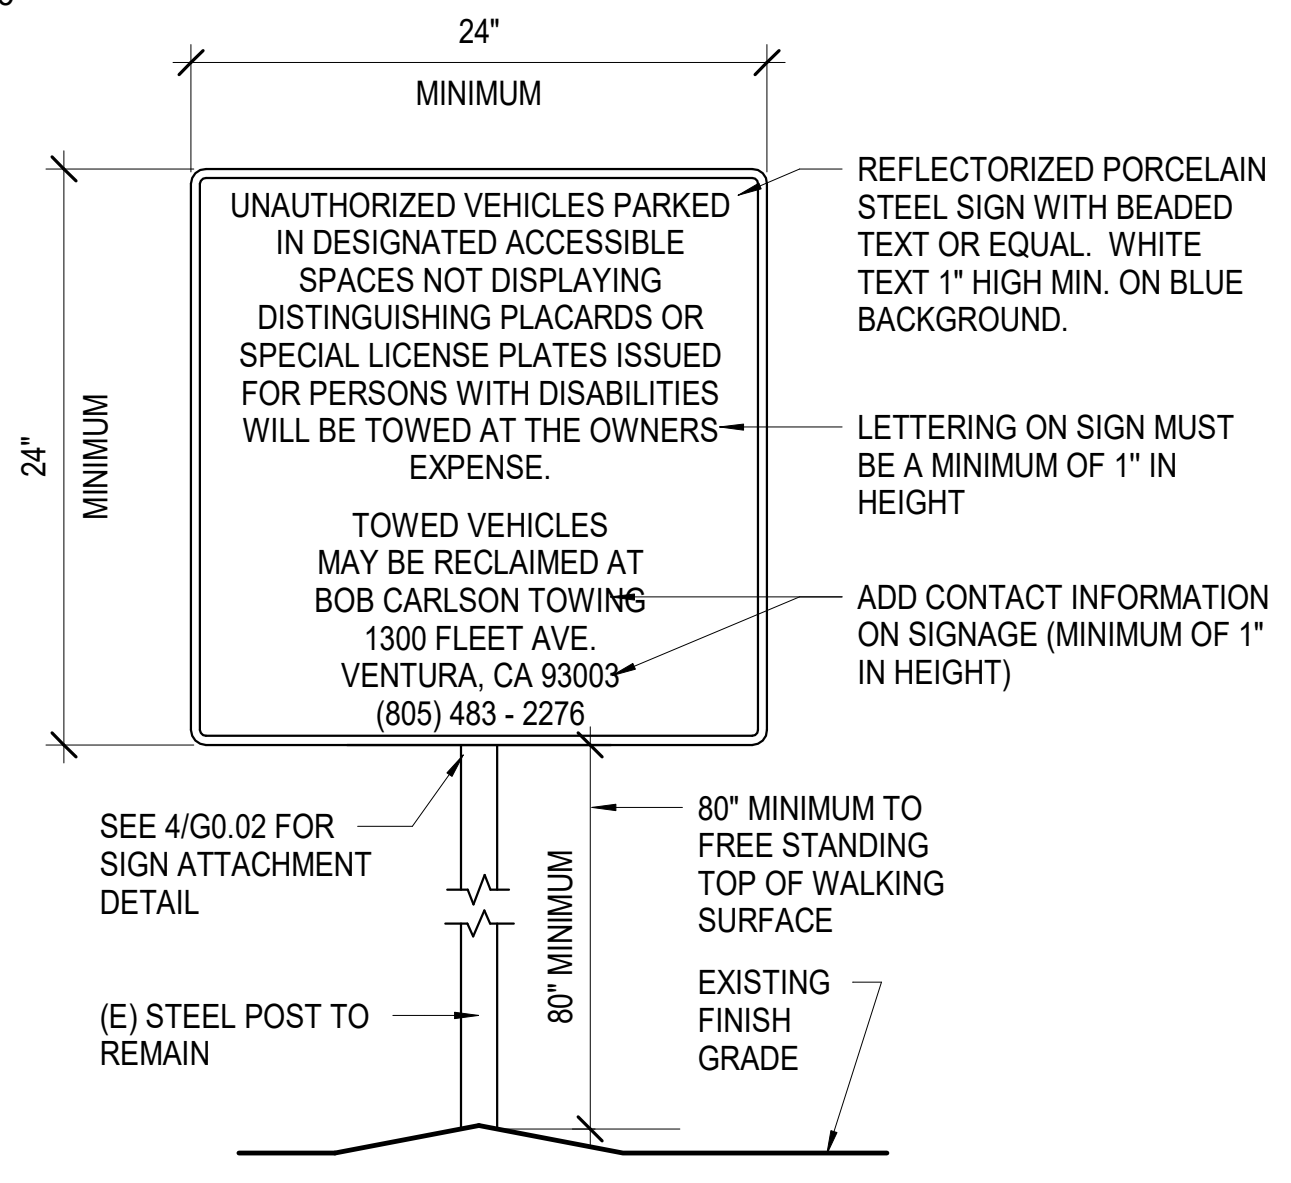 24"
MINIMUM
24"
MINIMUM
UNAUTHORIZED VEHICLES PARKED
IN DESIGNATED ACCESSIBLE
SPACES NOT DISPLAYING
DISTINGUISHING PLACARDS OR
SPECIAL LICENSE PLATES ISSUED
FOR PERSONS WITH DISABILITIES
WILL BE TOWED AT THE OWNERS
EXPENSE.
TOWED VEHICLES
MAY BE RECLAIMED AT
BOB CARLSON TOWING
1300 FLEET AVE.
VENTURA, CA 93003
(805) 483 - 2276
REFLECTORIZED PORCELAIN
STEEL SIGN WITH BEADED
TEXT OR EQUAL.  WHITE
TEXT 1" HIGH MIN. ON BLUE
BACKGROUND.
LETTERING ON SIGN MUST
BE A MINIMUM OF 1" IN
HEIGHT
ADD CONTACT INFORMATION
ON SIGNAGE (MINIMUM OF 1"
IN HEIGHT)
SEE 4/G0.02 FOR
SIGN ATTACHMENT
DETAIL
(E) STEEL POST TO
REMAIN
80" MINIMUM
80" MINIMUM TO
FREE STANDING
TOP OF WALKING
SURFACE
EXISTING
FINISH
GRADE